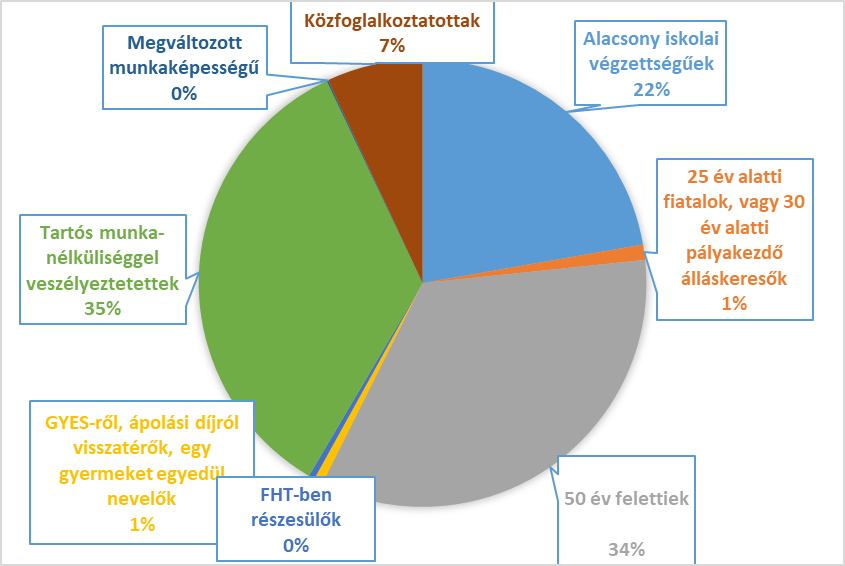 Közfoglalkoztatottak
7%
Megváltozott
munkaképességű
0%
Alacsony iskolai
végzettségűek
22%
25 év alatti
fiatalok, vagy 30
év alatti
pályakezdő
álláskeresők
1%
Tartós munka-
nélküliséggel
veszélyeztetettek
35%
GYES-ről, ápolási díjról
visszatérők, egy
gyermeket egyedül
nevelők
1%
FHT-ben
részesülők
0%
50 év felettiek
34%